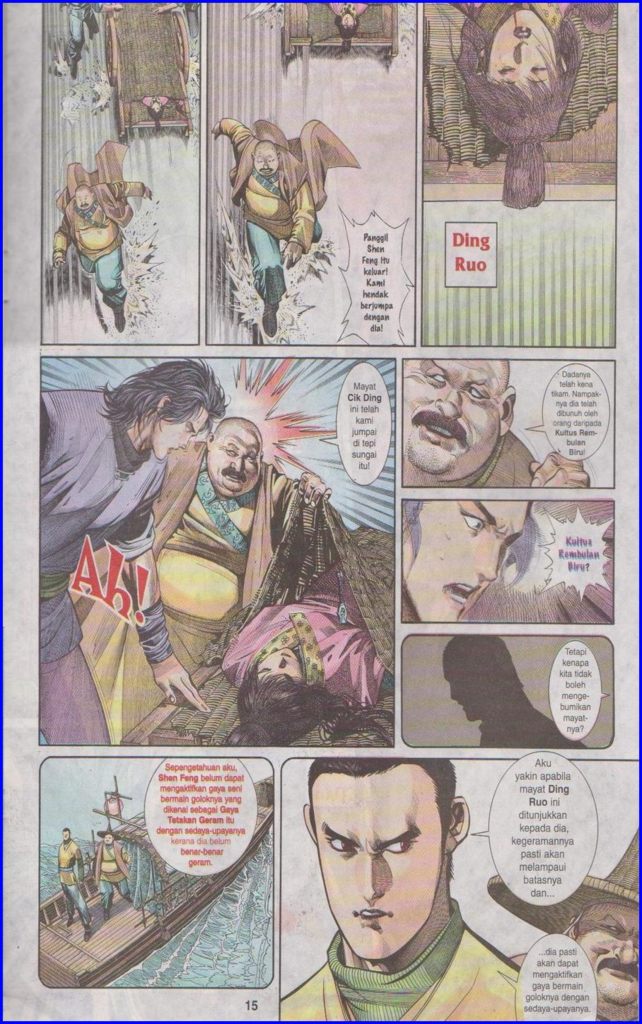 Panggil
Shen
Feng itu
keluar!
Kami
hendak
berjumpa
dengan
dia!
Ding
Ruo
Mayat
Cik Ding
ini telah
kami
jumpai
di tepi
sungai
itu!
Ah!
Dadanya
telah kena
tikam. Nampak-
nya dia telah
dibunuh oleh
orang daripada
Kultus Rem-
bulan
Biru!
Kultus
Rembulan
Biru?
Tetapi
kenapa
kita tidak
boleh
menge-
bumikan
mayat-
nya?
Sepengetahuan aku,
Shen Feng belum dapat
mengaktifkan gaya seni
bermain goloknya yang
dikenai sebagai Gaya
Tetakan Geram itu
dengan sedaya-upayanya
kerana dia belum
benar-benar
geram.
Aku
yakin apabila
mayat Ding
Ruo ini
ditunjukkan
kepada dia,
kegeramannya
pasti akan
melampaui
batasnya
dan...
...dia pasti
akan dapat
mengaktifkan
gaya bermain
goloknya dengan
sedaya-upayanya.
15